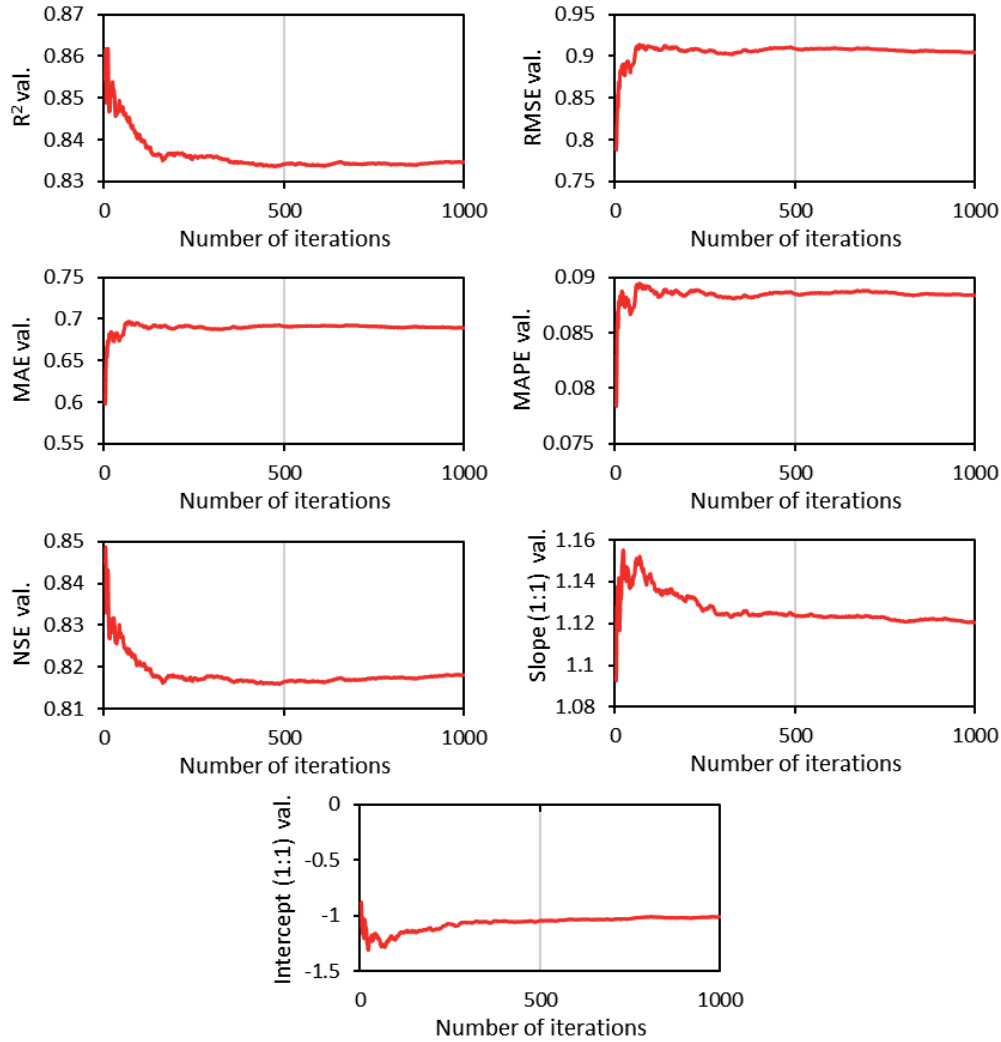 0.87
0.86
0.85
0.84
0.83
R² val.
0 500 1000
Number of iterations
0.95
0.9
0.85
0.8
0.75
RMSE val.
0 500 1000
Number of iterations
0.75
0.7
0.65
0.6
0.55
MAE val.
0 500 1000
Number of iterations
0.09
0.085
0.08
0.075
MAPE val.
0 500 1000
Number of iterations
0.85
0.84
0.83
0.82
0.81
NSE val.
0 500 1000
Number of iterations
1.16
1.14
1.12
1.1
1.08
Slope (1:1) val.
0 500 1000
Number of iterations
0
-0.5
-1
-1.5
Intercept (1:1) val.
0 500 1000
Number of iterations